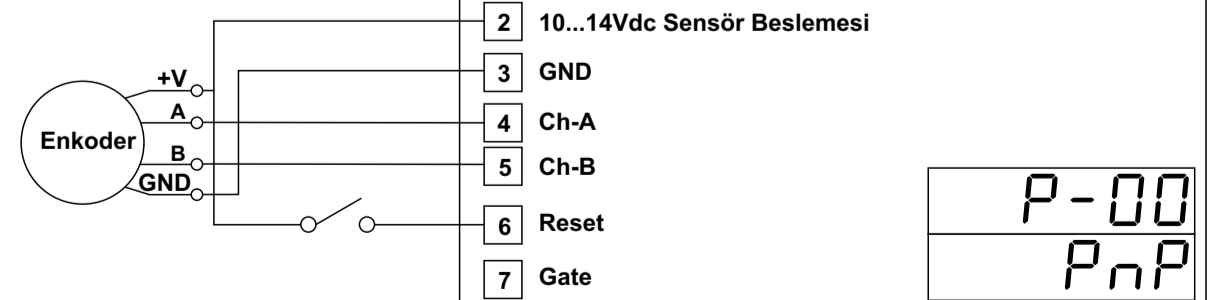 2 10...14Vdc Sensör Beslemesi
+V
3 GND
A
4 Ch-A
Enkoder
B
5 Ch-B
GND
6 Reset
7 Gate
P-00
PnP